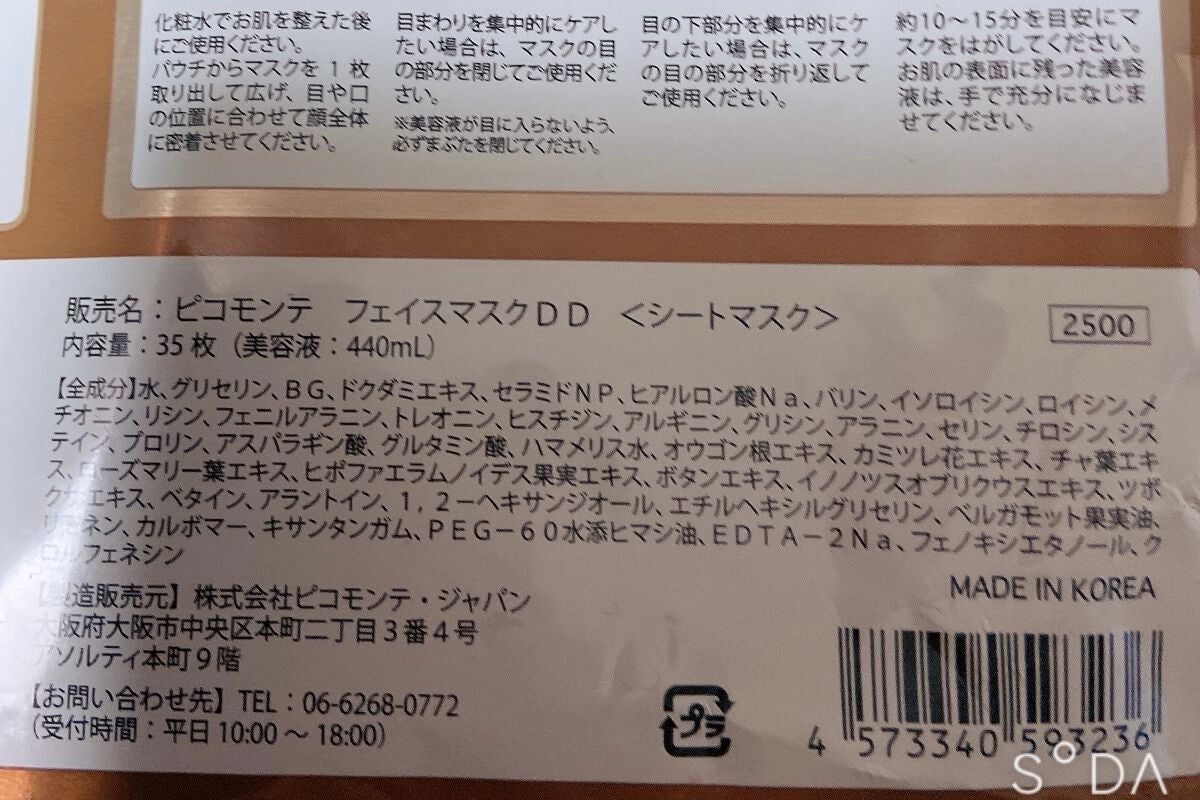 化粧水でお肌を整えた後
にご使用ください。
パウチからマスクを1枚
取り出して広げ、目や口
の位置に合わせて顔全体
に密着させてください。
目まわりを集中的にケアし
たい場合は、マスクの目
の部分を閉じてご使用くだ
さい。
※美容液が目に入らないよう、
必ずまぶたを閉じてください。
目の下部分を集中的にケ
アしたい場合は、マスク
の目の部分を折り返して
ご使用ください。
約10～15分を目安にマ
スクをはがしてください。
お肌の表面に残った美容
液は、手で充分になじま
せてください。
販売名：ピコモンテ　フェイスマスクＤＤ　＜シートマスク＞
2500
内容量：35枚（美容液：440mL）
【全成分】水、グリセリン、ＢＧ、ドクダミエキス、セラミドＮＰ、ヒアルロン酸Ｎａ、バリン、イソロイシン、ロイシン、メ
チオニン、リシン、フェニルアラニン、トレオニン、ヒスチジン、アルギニン、グリシン、アラニン、セリン、チロシン、シス
テイン、プロリン、アスパラギン酸、グルタミン酸、ハマメリス水、オウゴン根エキス、カミツレ花エキス、チャ葉エキ
ス、ローズマリー葉エキス、ヒポファエラムノイデス果実エキス、ボタンエキス、イノノツスオブリクウスエキス、ツボ
クサエキス、ベタイン、アラントイン、１，２－ヘキサンジオール、エチルヘキシルグリセリン、ベルガモット果実油、
リモネン、カルボマー、キサンタンガム、ＰＥＧ－６０水添ヒマシ油、ＥＤＴＡ－２Ｎａ、フェノキシエタノール、ク
ロルフェネシン
MADE IN KOREA
【製造販売元】株式会社ピコモンテ・ジャパン
大阪府大阪市中央区本町二丁目３番４号
アソルティ本町９階
【お問い合わせ先】TEL：06-6268-0772
（受付時間：平日 10:00 ～ 18:00）
プラ
4 573340 593236
SODA